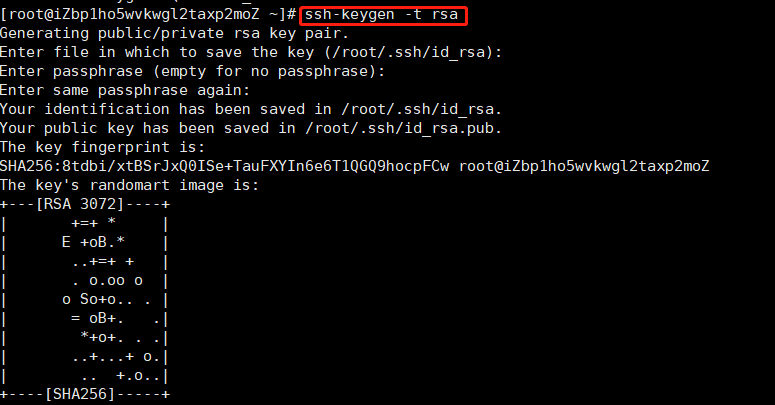 [root@iZbp1ho5wvkwgl2taxp2moZ ~]# ssh-keygen -t rsa
Generating public/private rsa key pair.
Enter file in which to save the key (/root/.ssh/id_rsa):
Enter passphrase (empty for no passphrase):
Enter same passphrase again:
Your identification has been saved in /root/.ssh/id_rsa.
Your public key has been saved in /root/.ssh/id_rsa.pub.
The key fingerprint is:
SHA256:8tdbi/xtBSrJxQ0ISe+TauFXYIn6e6T1QGQ9hocpFCw root@iZbp1ho5wvkwgl2taxp2moZ
The key's randomart image is:
+---[RSA 3072]----+
|       +=+ *     |
|      E +oB.*    |
|       ..+=+ +   |
|       . o.oo o  |
|      o So+o.. . |
|       = oB+.   .|
|        *+o+. . .|
|       ..+...+ o.|
|        ..  +.o..|
+----[SHA256]-----+